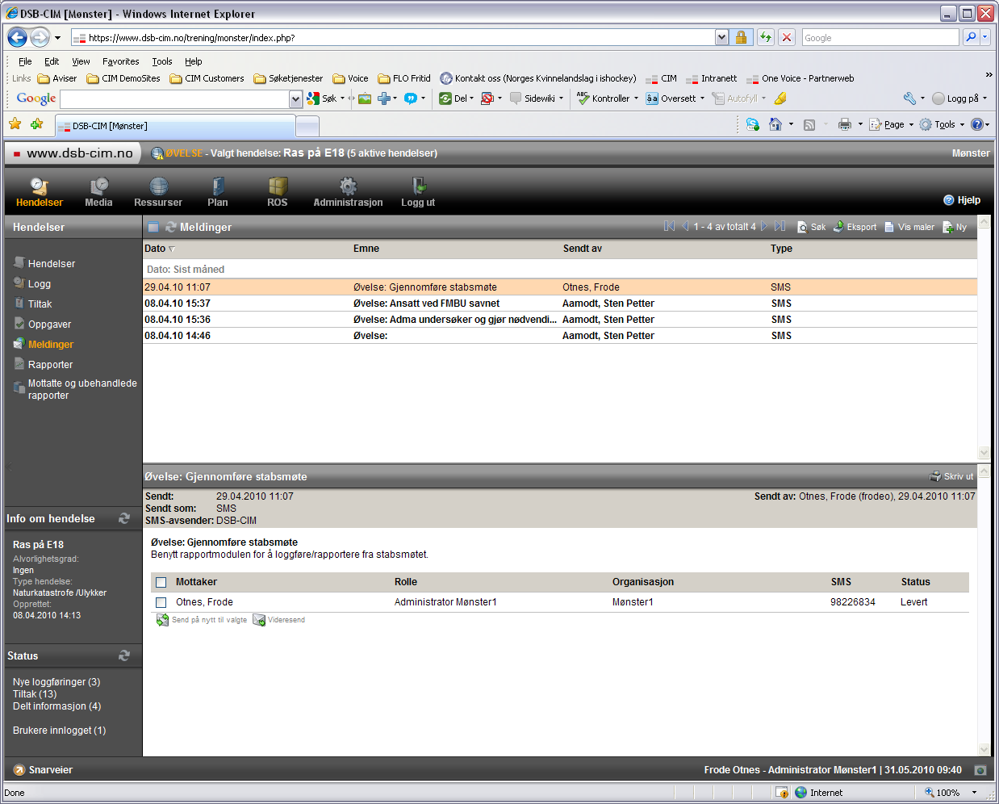 DSB-CIM [Mønster] - Windows Internet Explorer
https://www.dsb-cim.no/trening/monster/index.php?
Google
File Edit View Favorites Tools Help
Links Aviser CIM DemoSites CIM Customers Søketjenester Voice FLO Fritid Kontakt oss (Norges Kvinnelandslag i ishockey) CIM Intranett One Voice - Partnerweb »
Google Søk Del Sidewiki Kontroller Oversett Autofyll Logg på
DSB-CIM [Mønster] Page Tools
www.dsb-cim.no ØVELSE - Valgt hendelse: Ras på E18 (5 aktive hendelser) Mønster
Hendelser Media Ressurser Plan ROS Administrasjon Logg ut Hjelp
Hendelser
Hendelser
Logg
Tiltak
Oppgaver
Meldinger
Rapporter
Mottatte og ubehandlede
rapporter
Meldinger 1 - 4 av totalt 4 Søk Eksport Vis maler Ny
Dato Emne Sendt av Type
Dato: Sist måned
29.04.10 11:07 Øvelse: Gjennomføre stabsmøte Otnes, Frode SMS
08.04.10 15:37 Øvelse: Ansatt ved FMBU savnet Aamodt, Sten Petter SMS
08.04.10 15:36 Øvelse: Adma undersøker og gjør nødvendi... Aamodt, Sten Petter SMS
08.04.10 14:46 Øvelse: Aamodt, Sten Petter SMS
Øvelse: Gjennomføre stabsmøte Skriv ut
Sendt: 29.04.2010 11:07 Sendt av: Otnes, Frode (frodeo), 29.04.2010 11:07
Sendt som: SMS
SMS-avsender: DSB-CIM
Øvelse: Gjennomføre stabsmøte
Benytt rapportmodulen for å loggføre/rapportere fra stabsmøtet.
Mottaker Rolle Organisasjon SMS Status
Otnes, Frode Administrator Mønster1 Mønster1 98226834 Levert
Send på nytt til valgte Videresend
Info om hendelse
Ras på E18
Alvorlighetsgrad:
Ingen
Type hendelse:
Naturkatastrofe /Ulykker
Opprettet:
08.04.2010 14:13
Status
Nye loggføringer (3)
Tiltak (13)
Delt informasjon (4)
Brukere innlogget (1)
Snarveier Frode Otnes - Administrator Mønster1 | 31.05.2010 09:40
Done Internet 100%